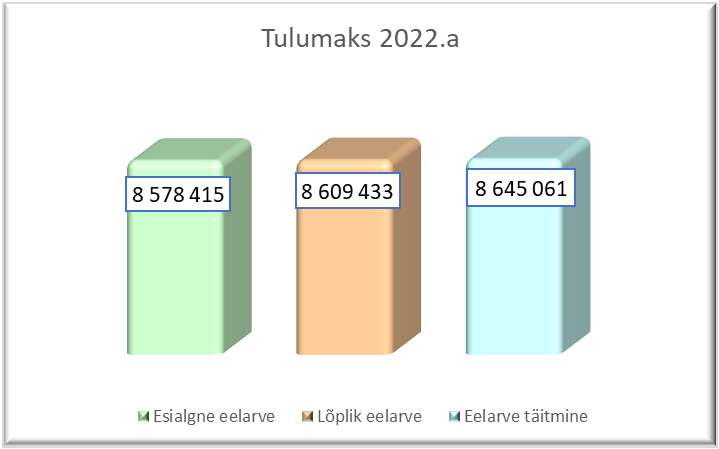 Tulumaks 2022.a
8 578 415
8 609 433
8 645 061
Esialgne eelarve
Lõplik eelarve
Eelarve täitmine